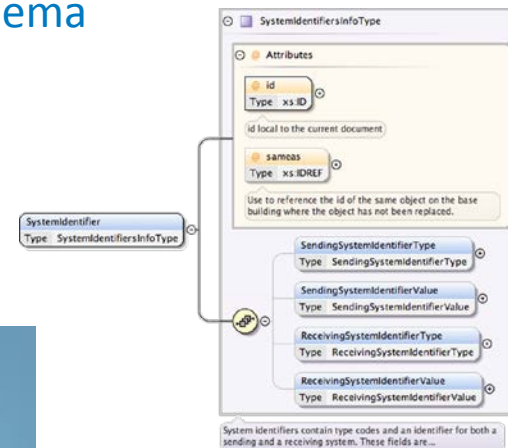 ema
SystemIdentifiersInfoType
Attributes
id
Type xs:ID
id local to the current document
sameas
Type xs:IDREF
Use to reference the id of the same object on the base
building where the object has not been replaced.
SystemIdentifier
Type SystemIdentifiersInfoType
SendingSystemIdentifierType
Type SendingSystemIdentifierType
SendingSystemIdentifierValue
Type SendingSystemIdentifierValue
ReceivingSystemIdentifierType
Type ReceivingSystemIdentifierType
ReceivingSystemIdentifierValue
Type ReceivingSystemIdentifierValue
System identifiers contain type codes and an identifier for both a
sending and a receiving system. These fields are...